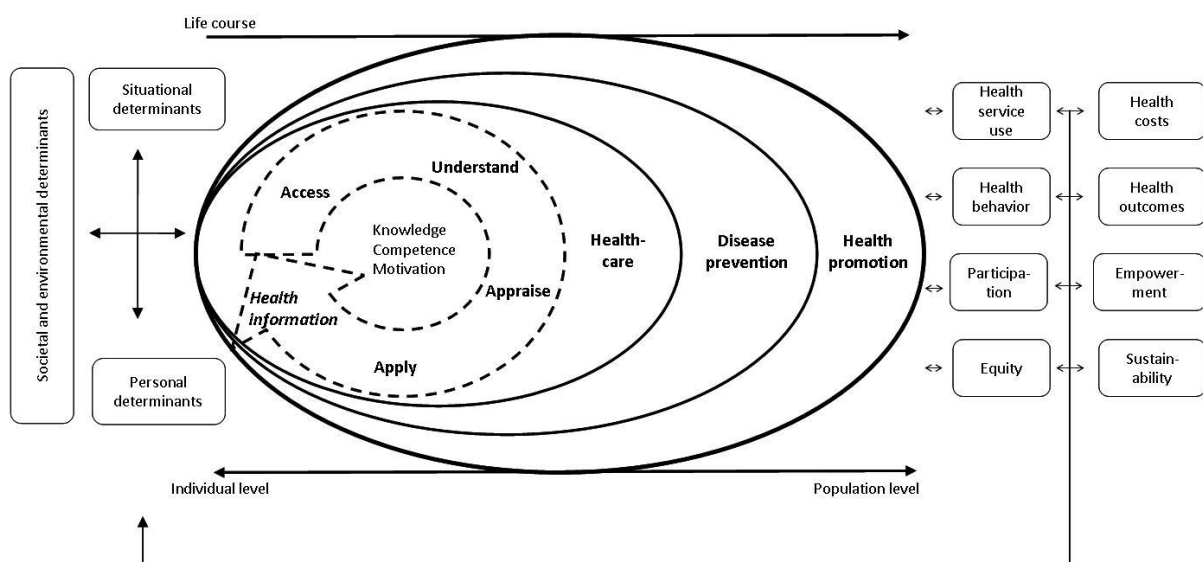 Life course
Societal and environmental determinants
Situational
determinants
Personal
determinants
Access
Understand
Knowledge
Competence
Motivation
Appraise
Health
information
Apply
Health-
care
Disease
prevention
Health
promotion
Health
service
use
Health
costs
Health
behavior
Health
outcomes
Participa-
tion
Empower-
ment
Equity
Sustain-
ability
Individual level
Population level